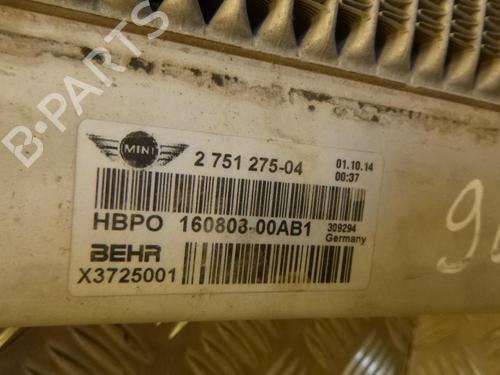 B-PARTS
MINI 2 751 275-04 01.10.14
00:37
HBPO 160803-00AB1 309294
Germany
BEHR
X3725001